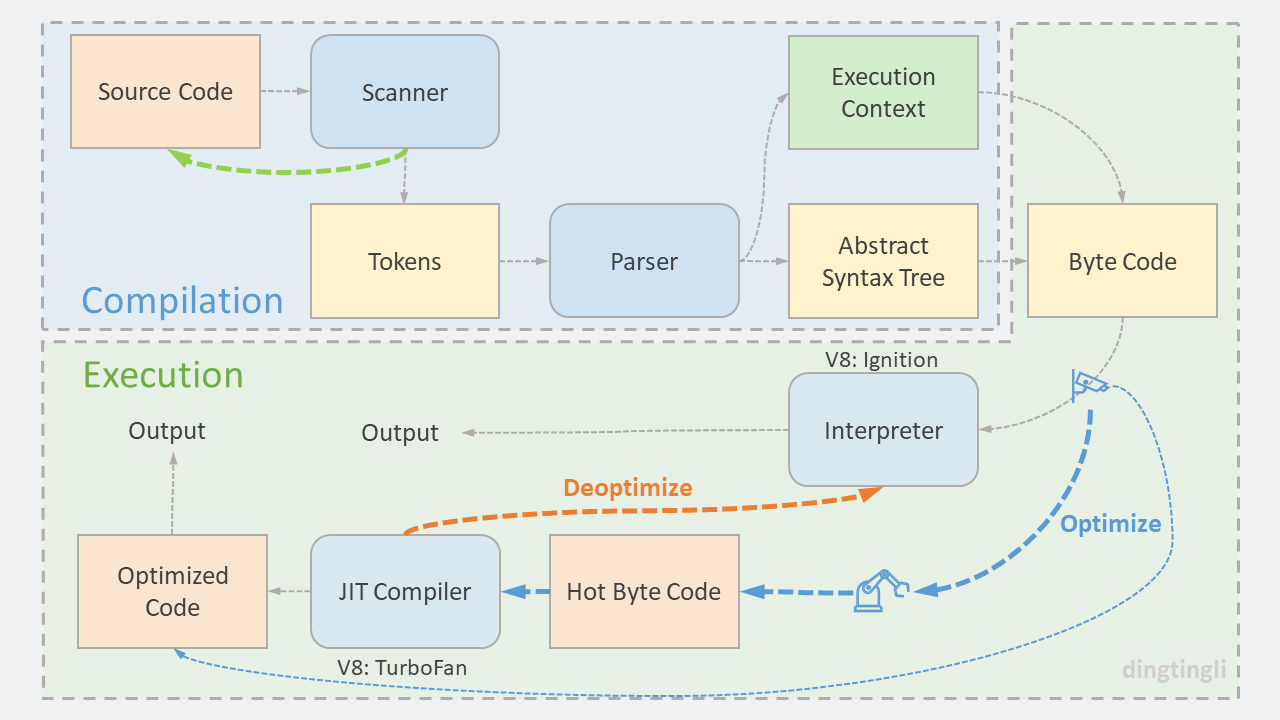 Source Code
Scanner
Execution
Context
Tokens
Parser
Abstract
Syntax Tree
Byte Code
Compilation
Execution
V8: Ignition
Output
Output
Interpreter
Deoptimize
Optimize
Optimized
Code
JIT Compiler
Hot Byte Code
V8: TurboFan
dingtingli